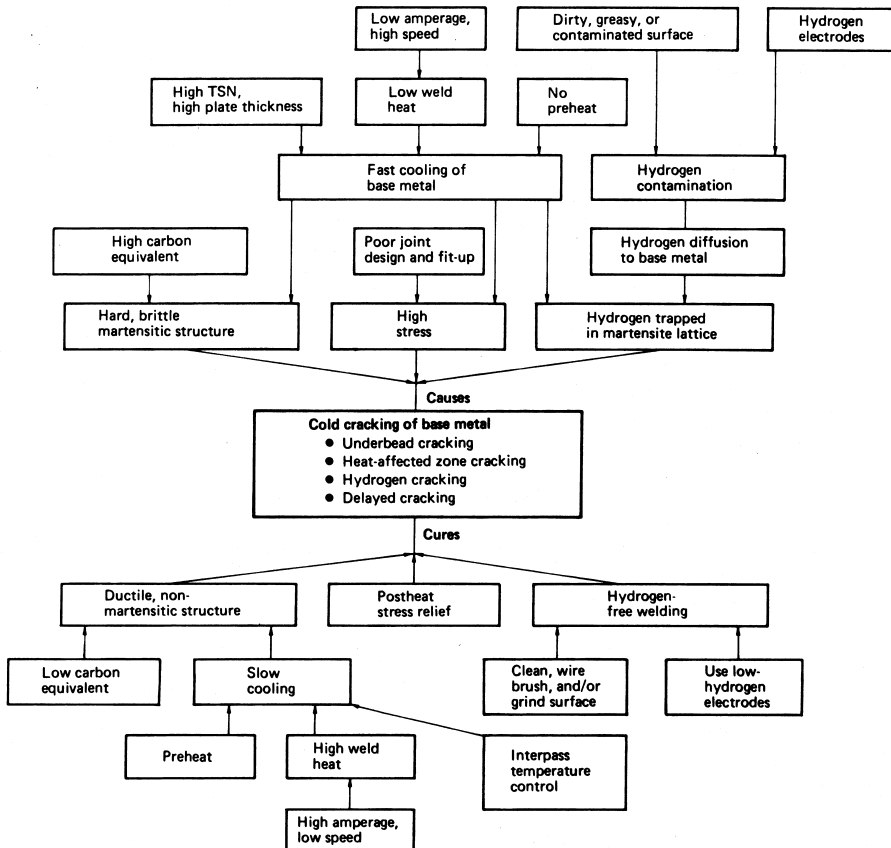 Low amperage,
high speed
Dirty, greasy, or
contaminated surface
Hydrogen
electrodes
High TSN,
high plate thickness
Low weld
heat
No
preheat
Fast cooling of
base metal
Hydrogen
contamination
High carbon
equivalent
Poor joint
design and fit-up
Hydrogen diffusion
to base metal
Hard, brittle
martensitic structure
High
stress
Hydrogen trapped
in martensite lattice
Causes
Cold cracking of base metal
● Underbead cracking
● Heat-affected zone cracking
● Hydrogen cracking
● Delayed cracking
Cures
Ductile, non-
martensitic structure
Postheat
stress relief
Hydrogen-
free welding
Low carbon
equivalent
Slow
cooling
Clean, wire
brush, and/or
grind surface
Use low-
hydrogen
electrodes
Preheat
High weld
heat
Interpass
temperature
control
High amperage,
low speed